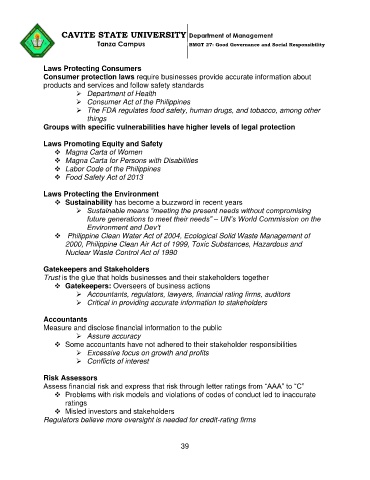 CAVITE STATE UNIVERSITY Department of Management
Tanza Campus BMGT 27- Good Governance and Social Responsibility
Laws Protecting Consumers
Consumer protection laws require businesses provide accurate information about
products and services and follow safety standards
➢ Department of Health
➢ Consumer Act of the Philippines
➢ The FDA regulates food safety, human drugs, and tobacco, among other
things
Groups with specific vulnerabilities have higher levels of legal protection
Laws Promoting Equity and Safety
❖ Magna Carta of Women
❖ Magna Carta for Persons with Disabilities
❖ Labor Code of the Philippines
❖ Food Safety Act of 2013
Laws Protecting the Environment
❖ Sustainability has become a buzzword in recent years
➢ Sustainable means “meeting the present needs without compromising
future generations to meet their needs” – UN’s World Commission on the
Environment and Dev’t
❖ Philippine Clean Water Act of 2004, Ecological Solid Waste Management of
2000, Philippine Clean Air Act of 1999, Toxic Substances, Hazardous and
Nuclear Waste Control Act of 1990
Gatekeepers and Stakeholders
Trust is the glue that holds businesses and their stakeholders together
❖ Gatekeepers: Overseers of business actions
➢ Accountants, regulators, lawyers, financial rating firms, auditors
➢ Critical in providing accurate information to stakeholders
Accountants
Measure and disclose financial information to the public
➢ Assure accuracy
❖ Some accountants have not adhered to their stakeholder responsibilities
➢ Excessive focus on growth and profits
➢ Conflicts of interest
Risk Assessors
Assess financial risk and express that risk through letter ratings from “AAA” to “C”
❖ Problems with risk models and violations of codes of conduct led to inaccurate
ratings
❖ Misled investors and stakeholders
Regulators believe more oversight is needed for credit-rating firms
39